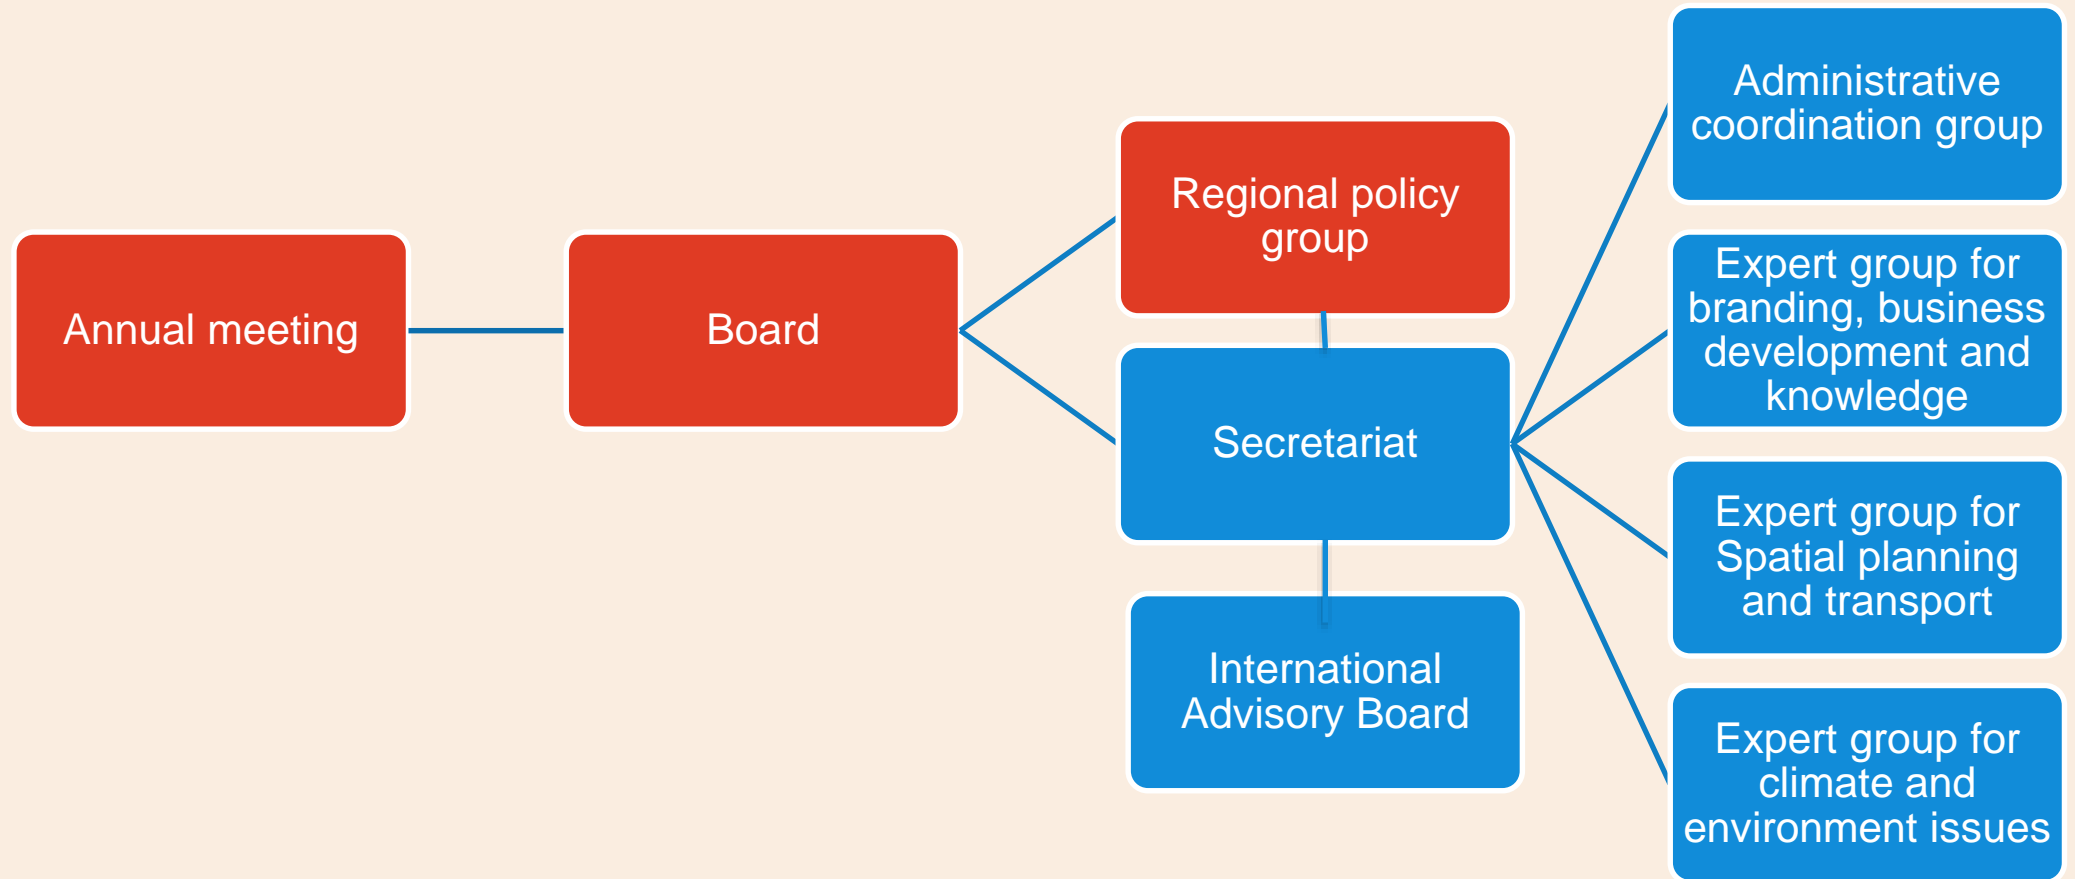 Annual meeting
Board
Regional policy
group
Secretariat
International
Advisory Board
Administrative
coordination group
Expert group for
branding, business
development and
knowledge
Expert group for
Spatial planning
and transport
Expert group for
climate and
environment issues